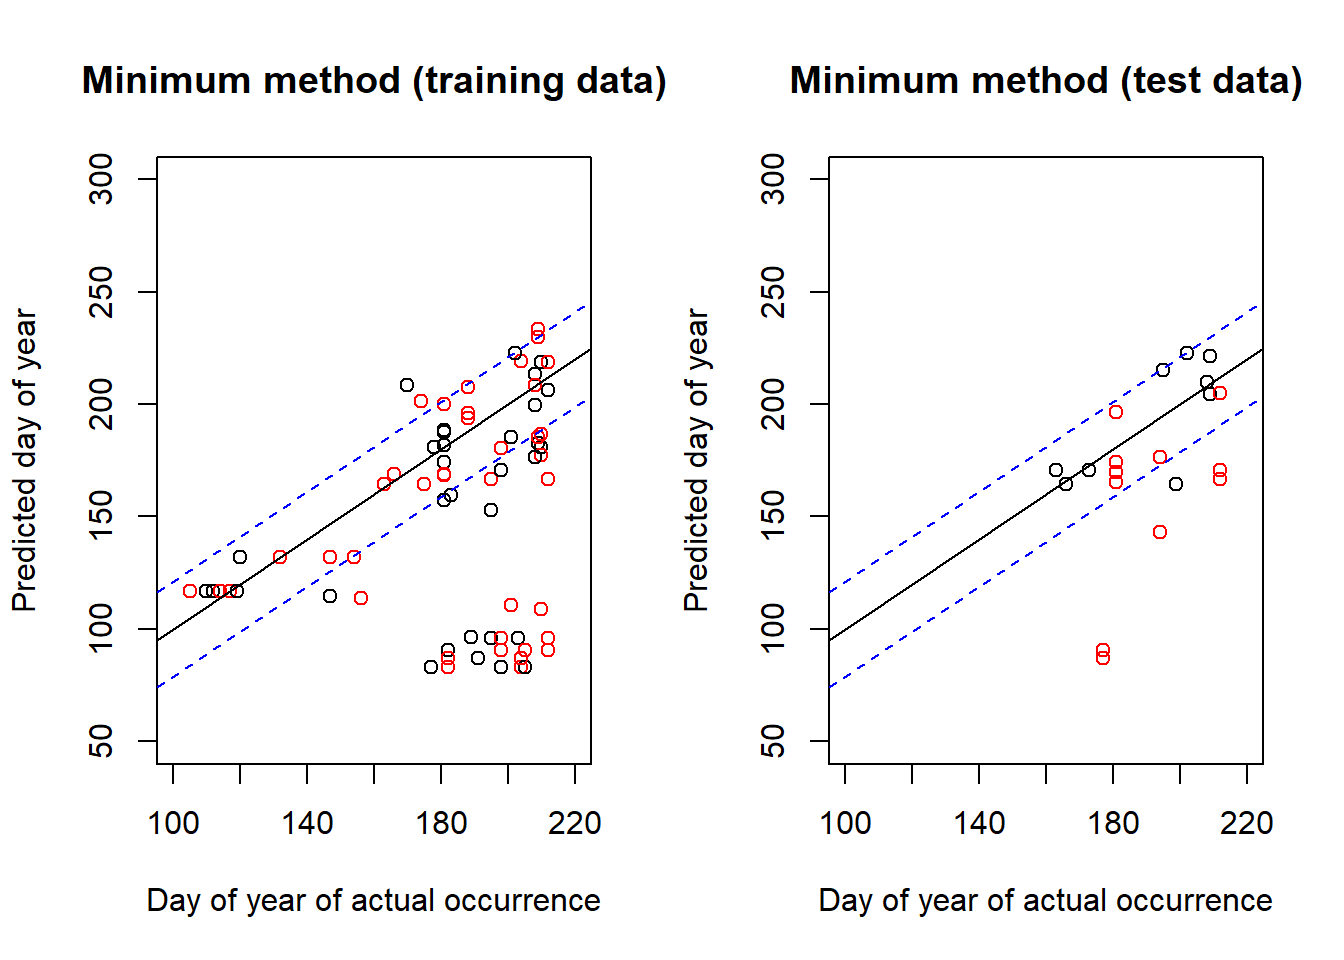 Minimum method (training data)
Predicted day of year
300
250
200
150
100
50
100 140 180 220
Day of year of actual occurrence
Minimum method (test data)
Predicted day of year
300
250
200
150
100
50
100 140 180 220
Day of year of actual occurrence